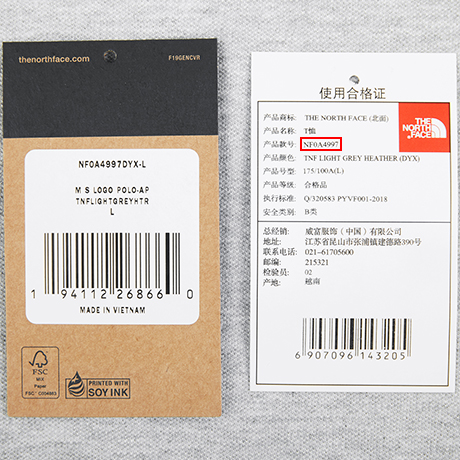 thenorthface.com
F19GENCVR
NF0A4997DYX-L
M S LOGO POLO-AP
TNFLIGHTGREYHTR
L
1 94112 26866 0
MADE IN VIETNAM
FSC
MIX
Paper
FSC® C004953
PRINTED WITH
SOY INK
使用合格证
THE
NORTH
FACE
产品商标: THE NORTH FACE (北面)
产品名称: T恤
产品款号: NF0A4997
产品颜色: TNF LIGHT GREY HEATHER (DYX)
产品号型: 175/100A(L)
产品等级: 合格品
执行标准: Q/320583 PYVF001-2018
安全类别: B类
总经销: 威富服饰（中国）有限公司
地址: 江苏省昆山市张浦镇建德路390号
联系电话: 021-61705600
邮编: 215321
检验员: 02
产地: 越南
6 907096 143205